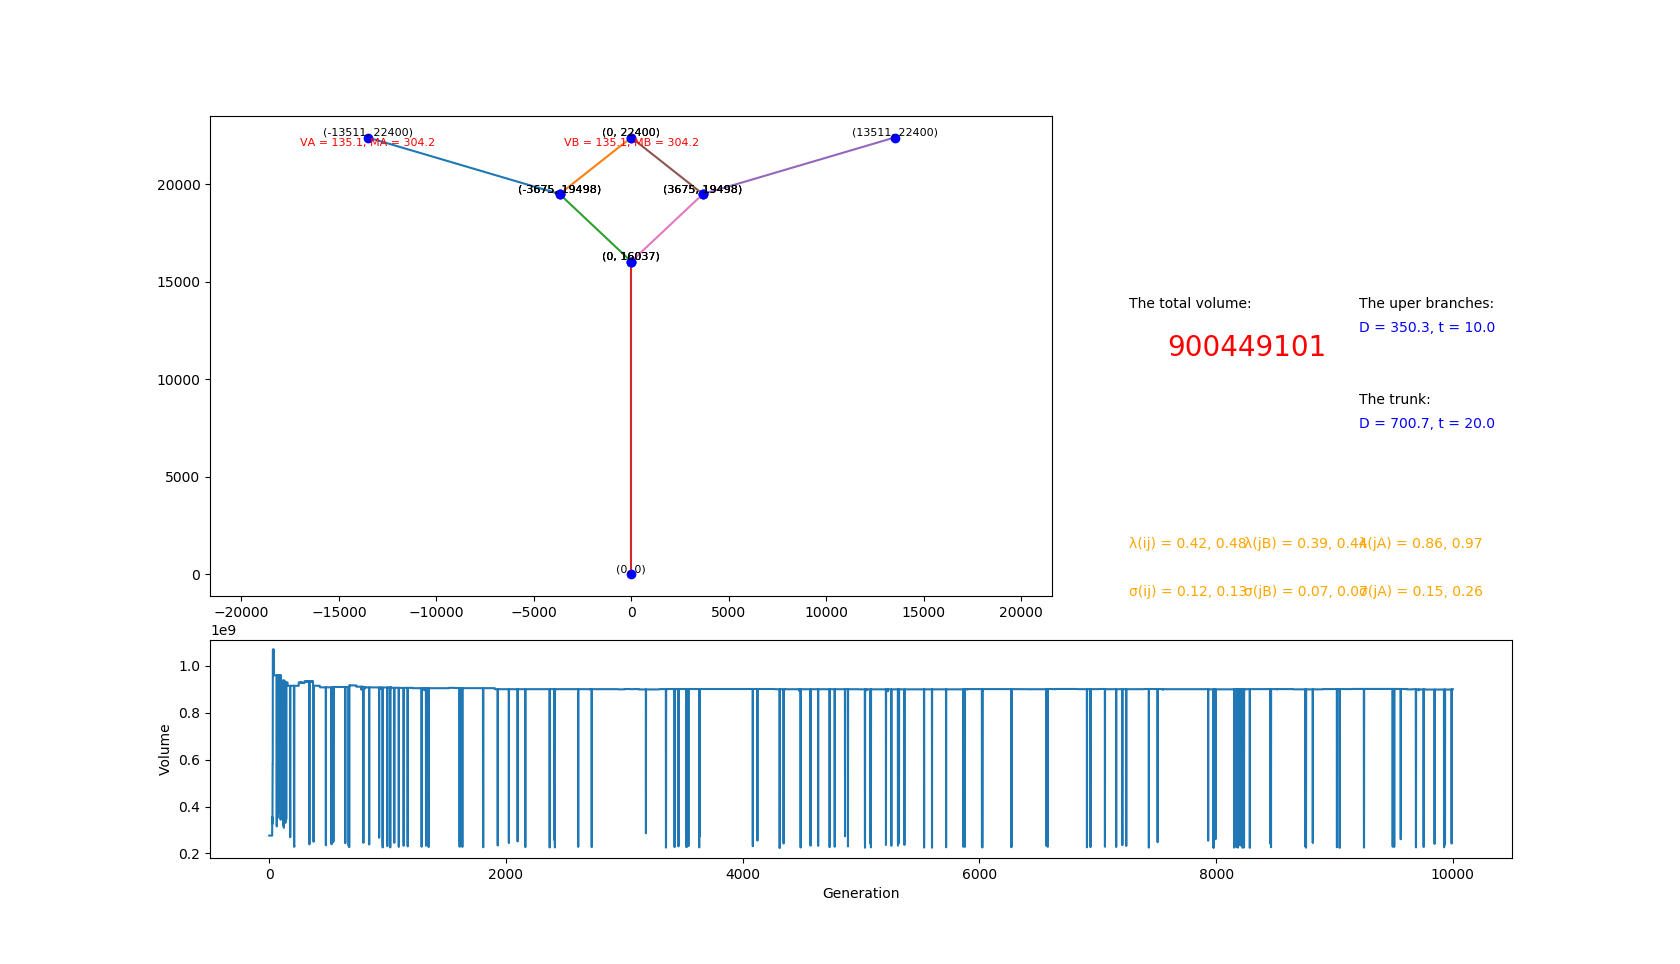 (-13511, 22400)
(0, 22400)
(13511, 22400)
VA = 135.1, MA = 304.2
VB = 135.1, MB = 304.2
(-3675, 19498)
(3675, 19498)
(0, 16037)
(0, 0)
20000
15000
10000
5000
0
−20000
−15000
−10000
−5000
0
5000
10000
15000
20000
The total volume:
900449101
The uper branches:
D = 350.3, t = 10.0
The trunk:
D = 700.7, t = 20.0
λ(ij) = 0.42, 0.48
λ(jB) = 0.39, 0.44
λ(jA) = 0.86, 0.97
σ(ij) = 0.12, 0.13
σ(jB) = 0.07, 0.07
σ(jA) = 0.15, 0.26
1e9
1.0
0.8
0.6
0.4
0.2
Volume
0
2000
4000
6000
8000
10000
Generation